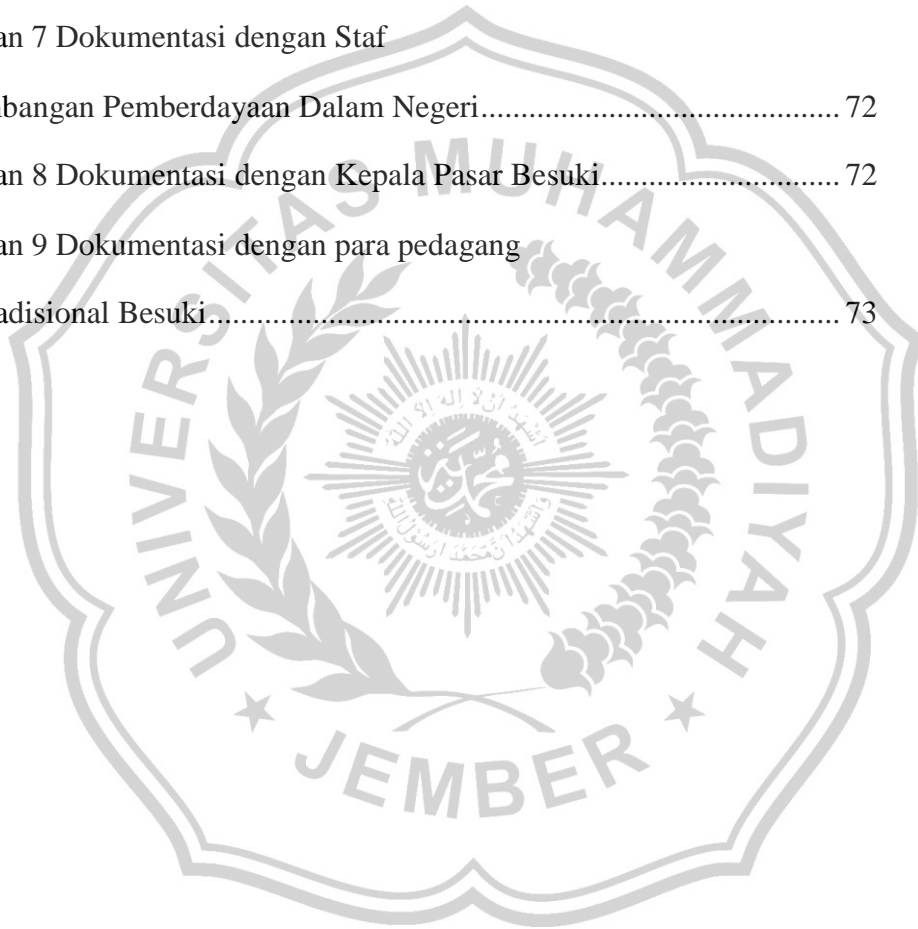 an 7 Dokumentasi dengan Staf
nbangan Pemberdayaan Dalam Negeri............................................. 72
an 8 Dokumentasi dengan Kepala Pasar Besuki.............................. 72
an 9 Dokumentasi dengan para pedagang
adisional Besuki............................................................................... 73
UNIVERSITAS MUHAMMADIYAH
JEMBER